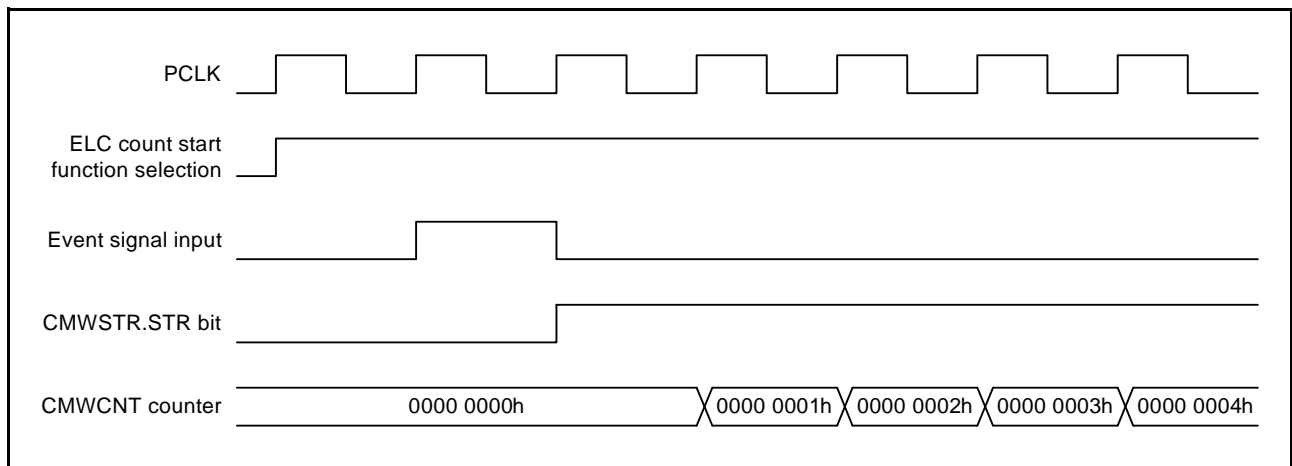 PCLK
ELC count start
function selection
Event signal input
CMWSTR.STR bit
CMWCNT counter
0000 0000h
0000 0001h
0000 0002h
0000 0003h
0000 0004h